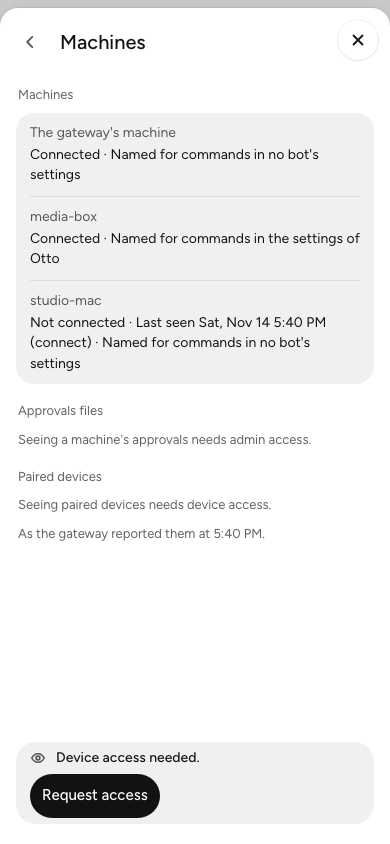 Machines
Machines
The gateway's machine
Connected · Named for commands in no bot's
settings
media-box
Connected · Named for commands in the settings of
Otto
studio-mac
Not connected · Last seen Sat, Nov 14 5:40 PM
(connect) · Named for commands in no bot's
settings
Approvals files
Seeing a machine's approvals needs admin access.
Paired devices
Seeing paired devices needs device access.
As the gateway reported them at 5:40 PM.
Device access needed.
Request access